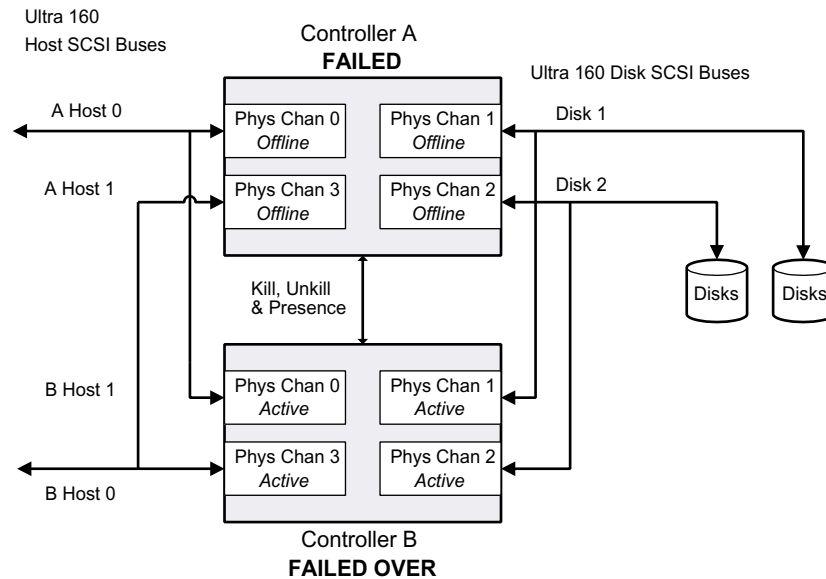 Ultra 160
Host SCSI Buses
Controller A
FAILED
Ultra 160 Disk SCSI Buses
A Host 0
Phys Chan 0
Offline
Phys Chan 1
Offline
Disk 1
A Host 1
Phys Chan 3
Offline
Phys Chan 2
Offline
Disk 2
Kill, Unkill
& Presence
Disks
Disks
B Host 1
Phys Chan 0
Active
Phys Chan 1
Active
B Host 0
Phys Chan 3
Active
Phys Chan 2
Active
Controller B
FAILED OVER